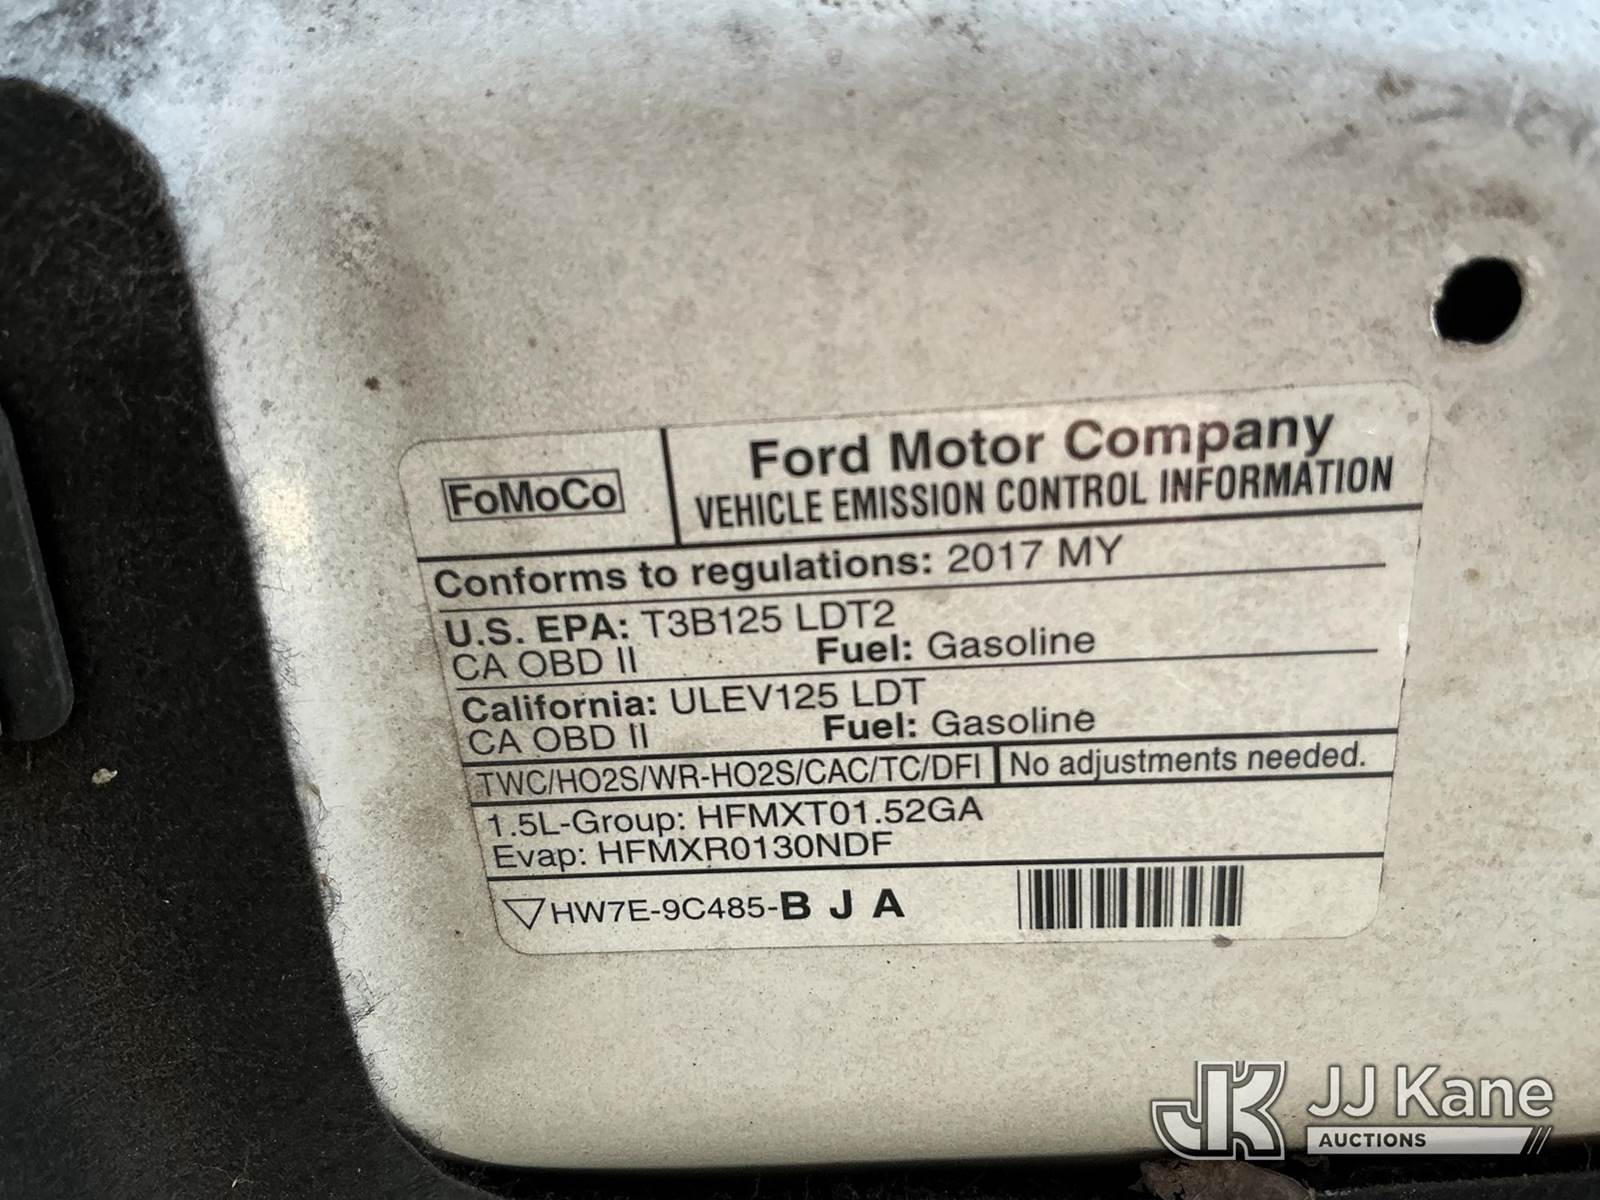 FoMoCo
Ford Motor Company
VEHICLE EMISSION CONTROL INFORMATION
Conforms to regulations: 2017 MY
U.S. EPA: T3B125 LDT2
CA OBD II Fuel: Gasoline
California: ULEV125 LDT
CA OBD II Fuel: Gasoline
TWC/HO2S/WR-HO2S/CAC/TC/DFI No adjustments needed.
1.5L-Group: HFMXT01.52GA
Evap: HFMXR0130NDF
HW7E-9C485-B J A
JK JJ Kane
AUCTIONS